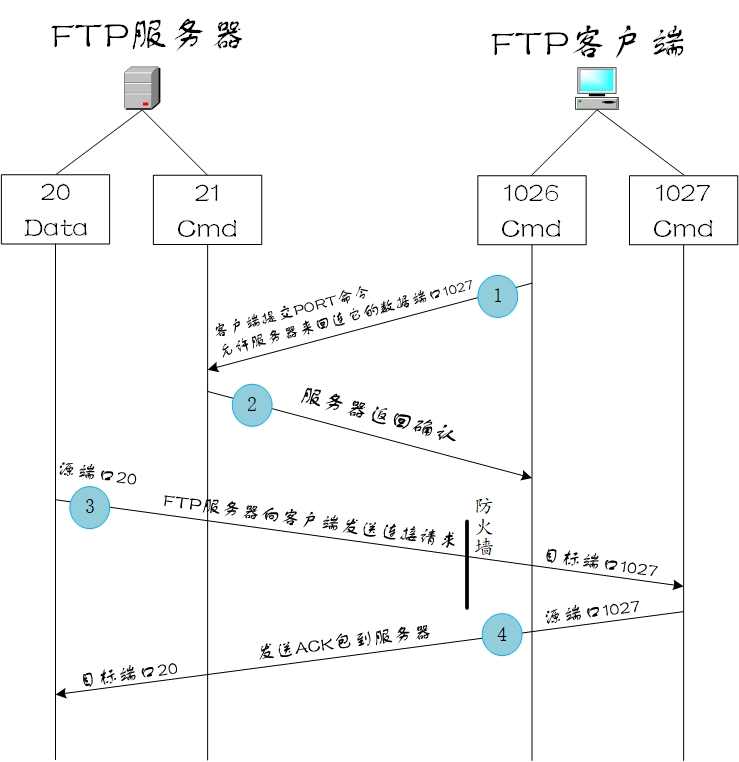 FTP服务器
FTP客户端
20
Data
21
Cmd
1026
Cmd
1027
Cmd
1
客户端提交PORT命令
允许服务器来回连它的数据端口1027
2
服务器返回确认
源端口20
3
FTP服务器向客户端发送连接请求
防火墙
目标端口1027
源端口1027
4
发送ACK包到服务器
目标端口20